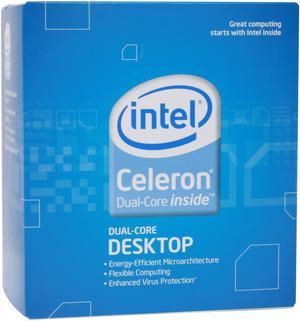 Great computing
starts with Intel inside
intel
Celeron
Dual-Core inside™
DUAL-CORE
DESKTOP
• Energy-Efficient Microarchitecture
• Flexible Computing
• Enhanced Virus Protection*